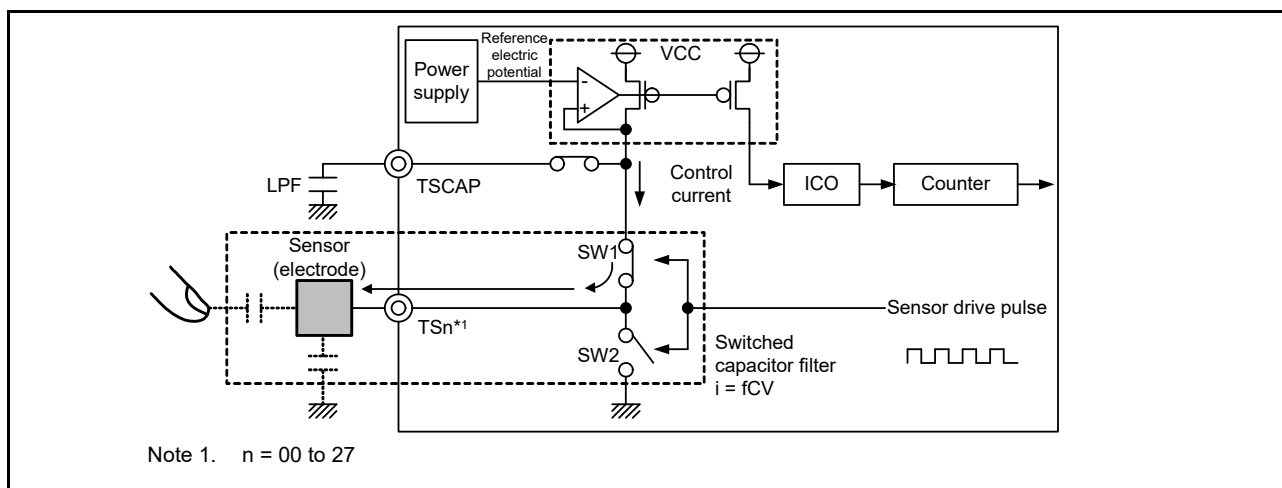 Reference
electric
potential
VCC
Power
supply
-
+
LPF
TSCAP
Control
current
ICO
Counter
Sensor
(electrode)
SW1
TSn*1
Sensor drive pulse
SW2
Switched
capacitor filter
i = fCV
Note 1. n = 00 to 27